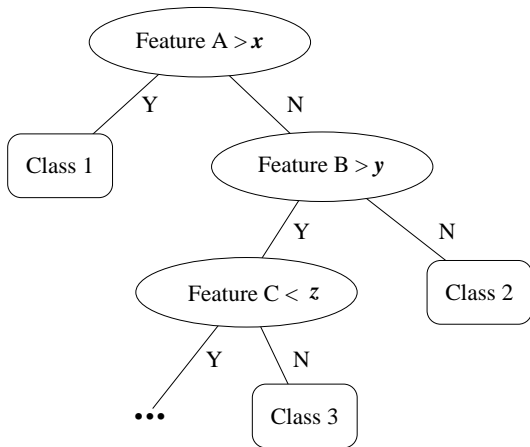 Feature A > x
Y
N
Class 1
Feature B > y
Y
N
Feature C < z
Class 2
Y
N
•••
Class 3